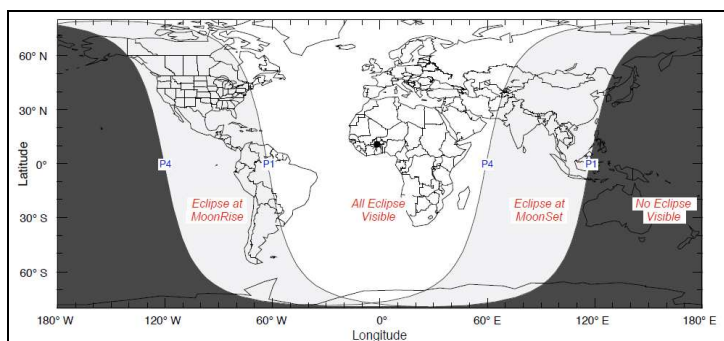 60° N
30° N
0°
30° S
60° S
Latitude
P4
P1
P4
P1
Eclipse at
MoonRise
All Eclipse
Visible
Eclipse at
MoonSet
No Eclipse
Visible
180° W
120° W
60° W
0°
60° E
120° E
180° E
Longitude